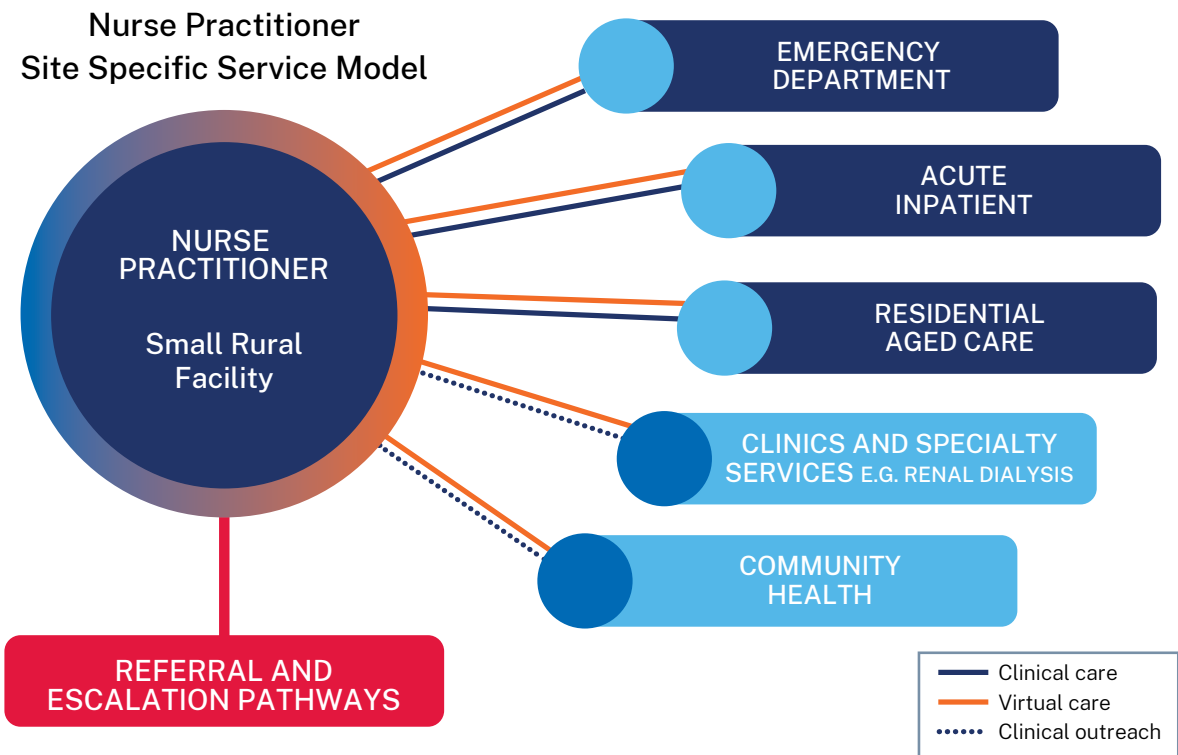 Nurse Practitioner
Site Specific Service Model
NURSE
PRACTITIONER
Small Rural
Facility
EMERGENCY
DEPARTMENT
ACUTE
INPATIENT
RESIDENTIAL
AGED CARE
CLINICS AND SPECIALTY
SERVICES E.G. RENAL DIALYSIS
COMMUNITY
HEALTH
REFERRAL AND
ESCALATION PATHWAYS
Clinical care
Virtual care
Clinical outreach